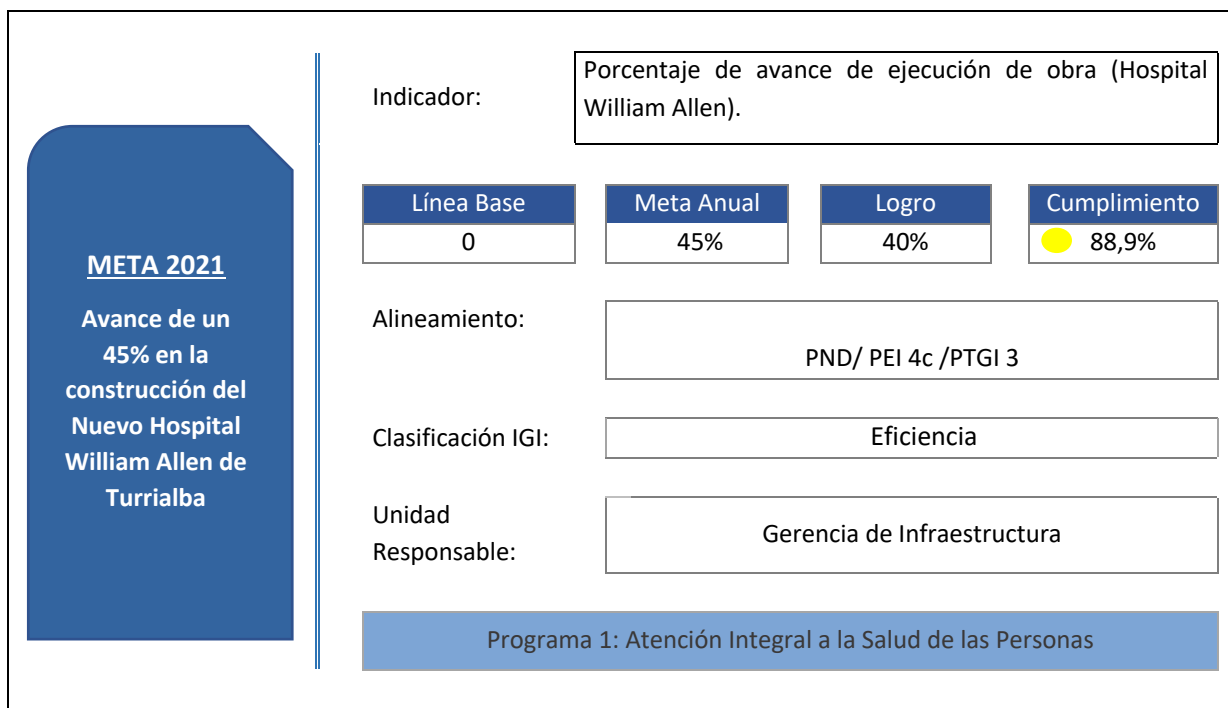 META 2021
Avance de un
45% en la
construcción del
Nuevo Hospital
William Allen de
Turrialba
Indicador:
Porcentaje de avance de ejecución de obra (Hospital
William Allen).
Línea Base
Meta Anual
Logro
Cumplimiento
0
45%
40%
88,9%
Alineamiento:
PND/ PEI 4c /PTGI 3
Clasificación IGI:
Eficiencia
Unidad
Responsable:
Gerencia de Infraestructura
Programa 1: Atención Integral a la Salud de las Personas